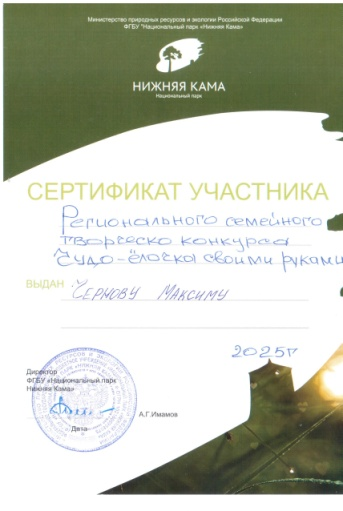 Министерство природных ресурсов и экологии Российской Федерации
ФГБУ "Национальный парк «Нижняя Кама»
НИЖНЯЯ КАМА
Национальный парк
СЕРТИФИКАТ УЧАСТНИКА
Регионального семейного
творческо конкурса
Чудо-ёлочка своими руками
ВЫДАН Чернову Максиму
2025г
Директор
ФГБУ «Национальный парк
Нижняя Кама»
А.Г.Имамов
Дата